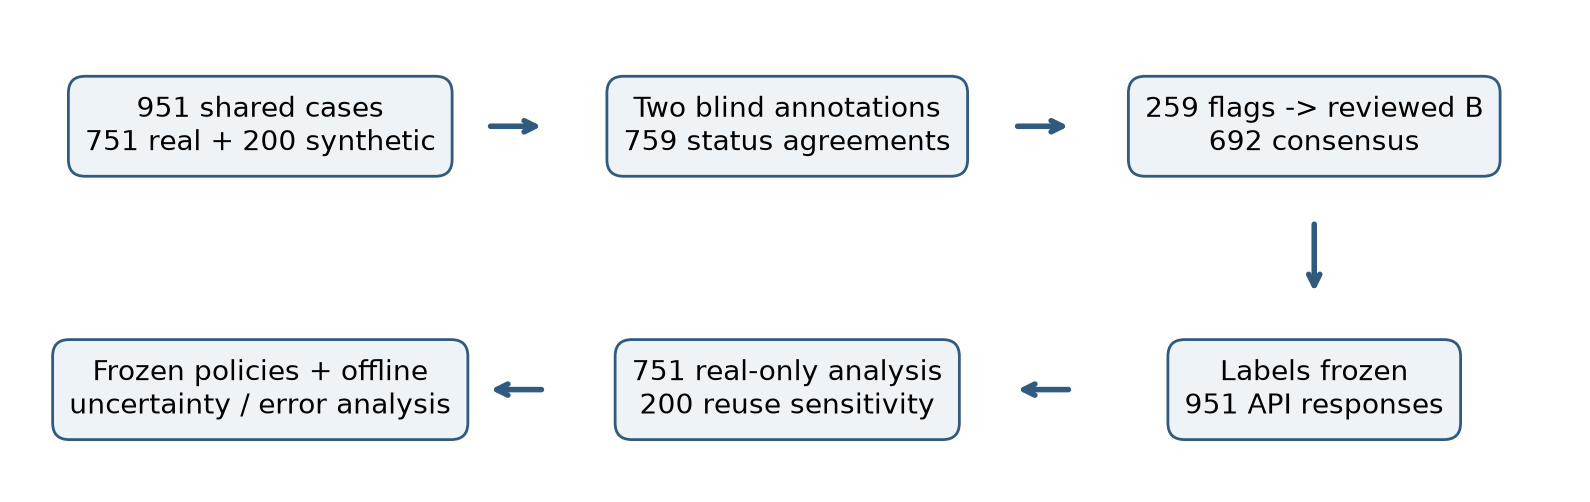 951 shared cases
751 real + 200 synthetic
Two blind annotations
759 status agreements
259 flags -> reviewed B
692 consensus
Labels frozen
951 API responses
751 real-only analysis
200 reuse sensitivity
Frozen policies + offline
uncertainty / error analysis